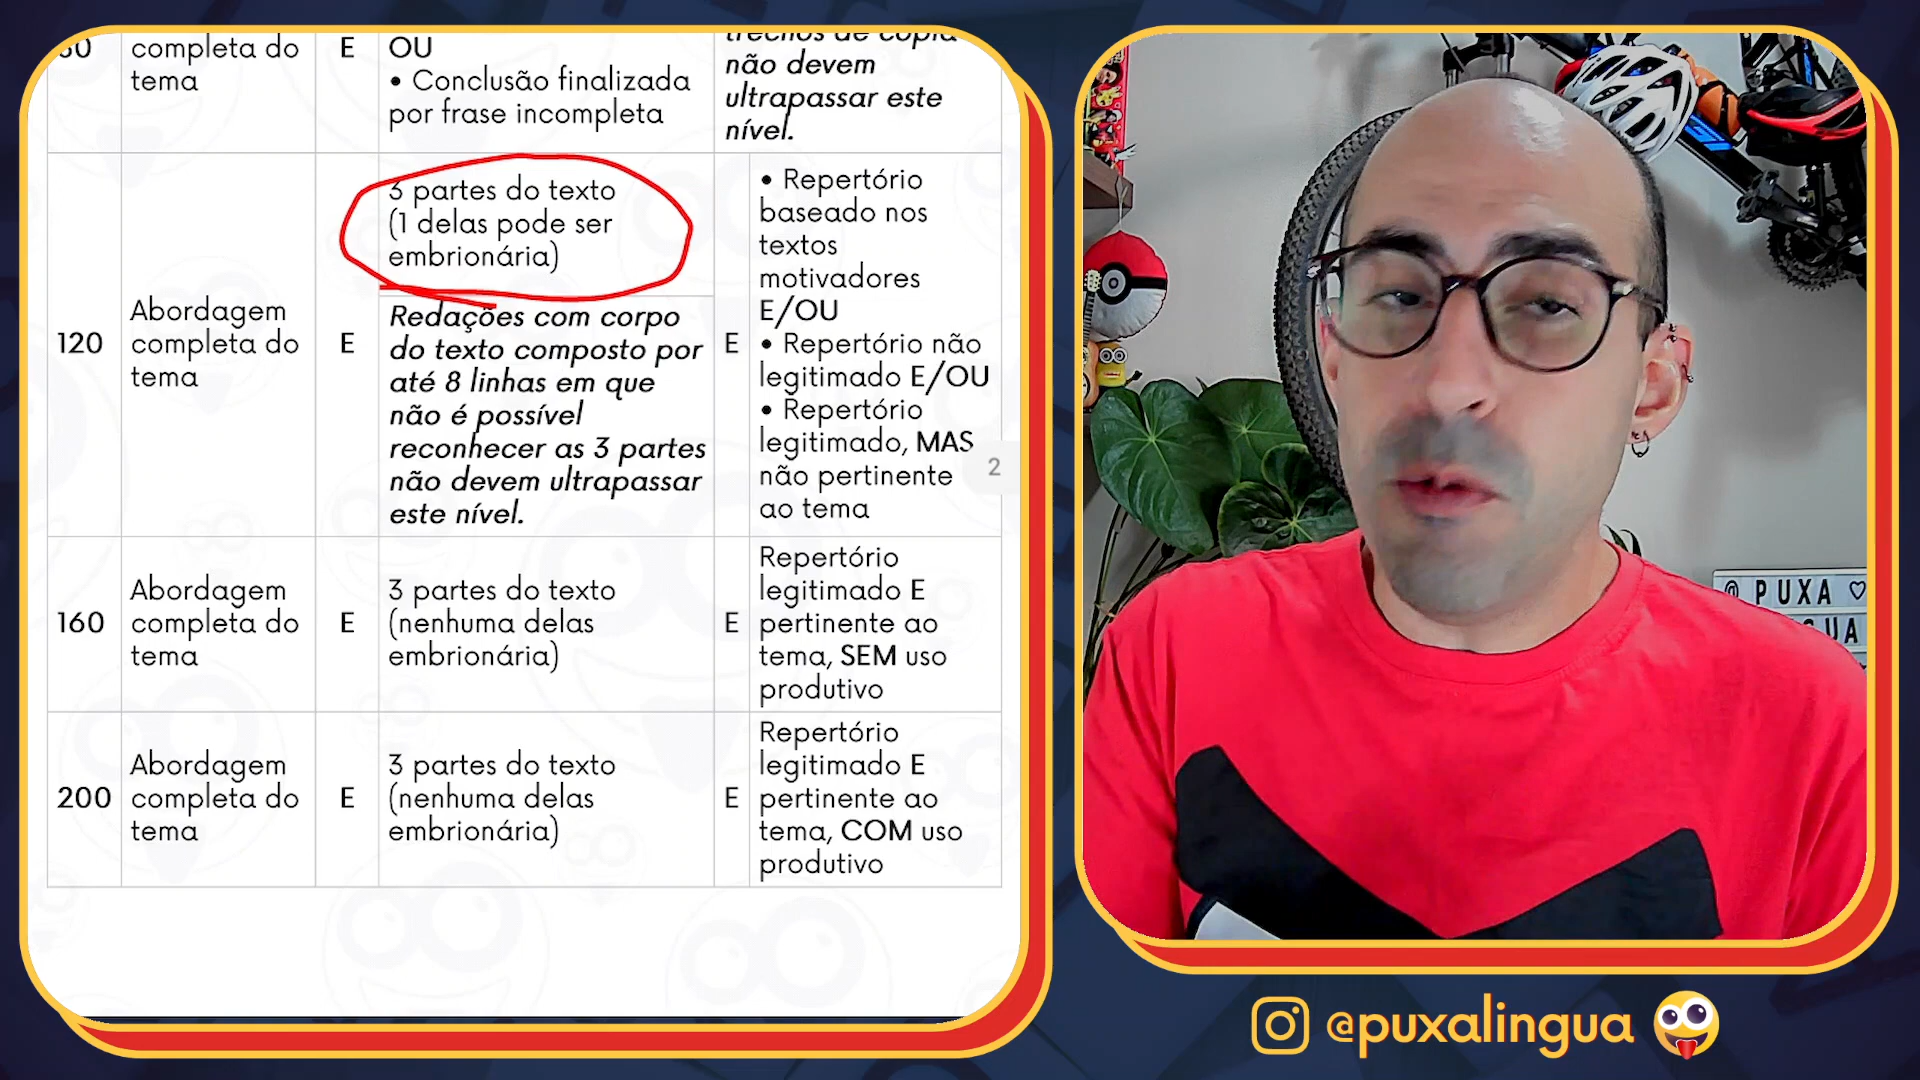 completa do
tema
E
OU
• Conclusão finalizada
por frase incompleta
não devem
ultrapassar este
nível.
120
Abordagem
completa do
tema
E
3 partes do texto
(1 delas pode ser
embrionária)
Redações com corpo
do texto composto por
até 8 linhas em que
não é possível
reconhecer as 3 partes
não devem ultrapassar
este nível.
E
• Repertório
baseado nos
textos
motivadores
E/OU
• Repertório não
legitimado E/OU
• Repertório
legitimado, MAS
não pertinente
ao tema
2
160
Abordagem
completa do
tema
E
3 partes do texto
(nenhuma delas
embrionária)
E
Repertório
legitimado E
pertinente ao
tema, SEM uso
produtivo
200
Abordagem
completa do
tema
E
3 partes do texto
(nenhuma delas
embrionária)
E
Repertório
legitimado E
pertinente ao
tema, COM uso
produtivo
@ PUXA ♡
GUA
@puxalingua